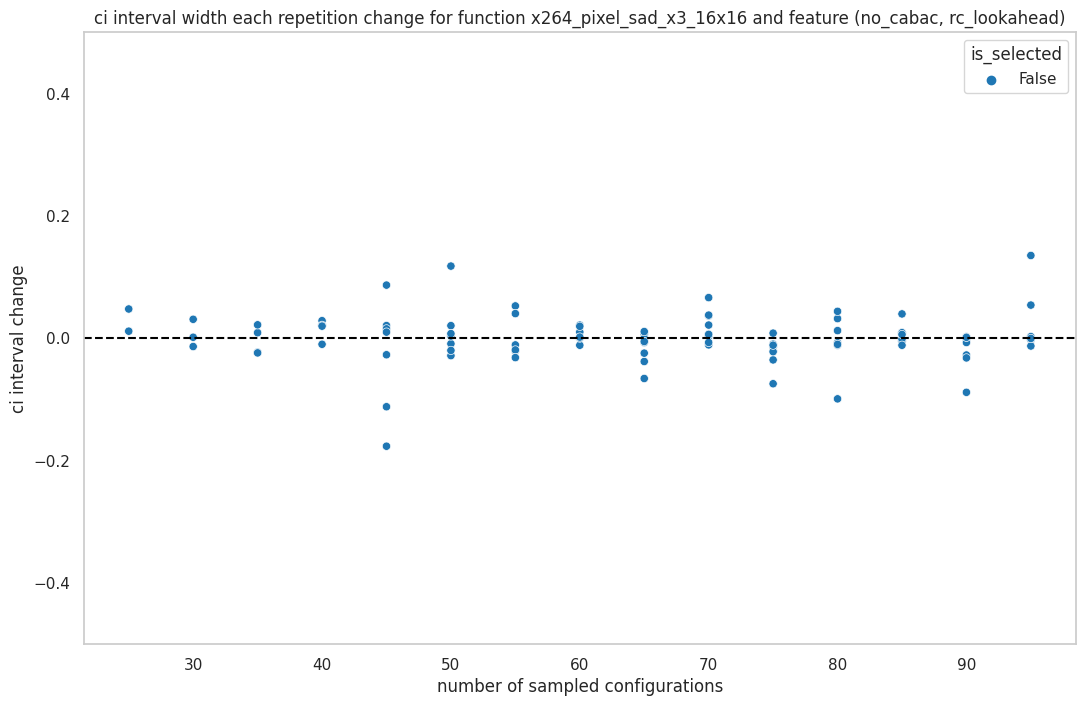 ci interval width each repetition change for function x264_pixel_sad_x3_16x16 and feature (no_cabac, rc_lookahead)
is_selected
False
0.4
0.2
0.0
−0.2
−0.4
ci interval change
30 40 50 60 70 80 90
number of sampled configurations